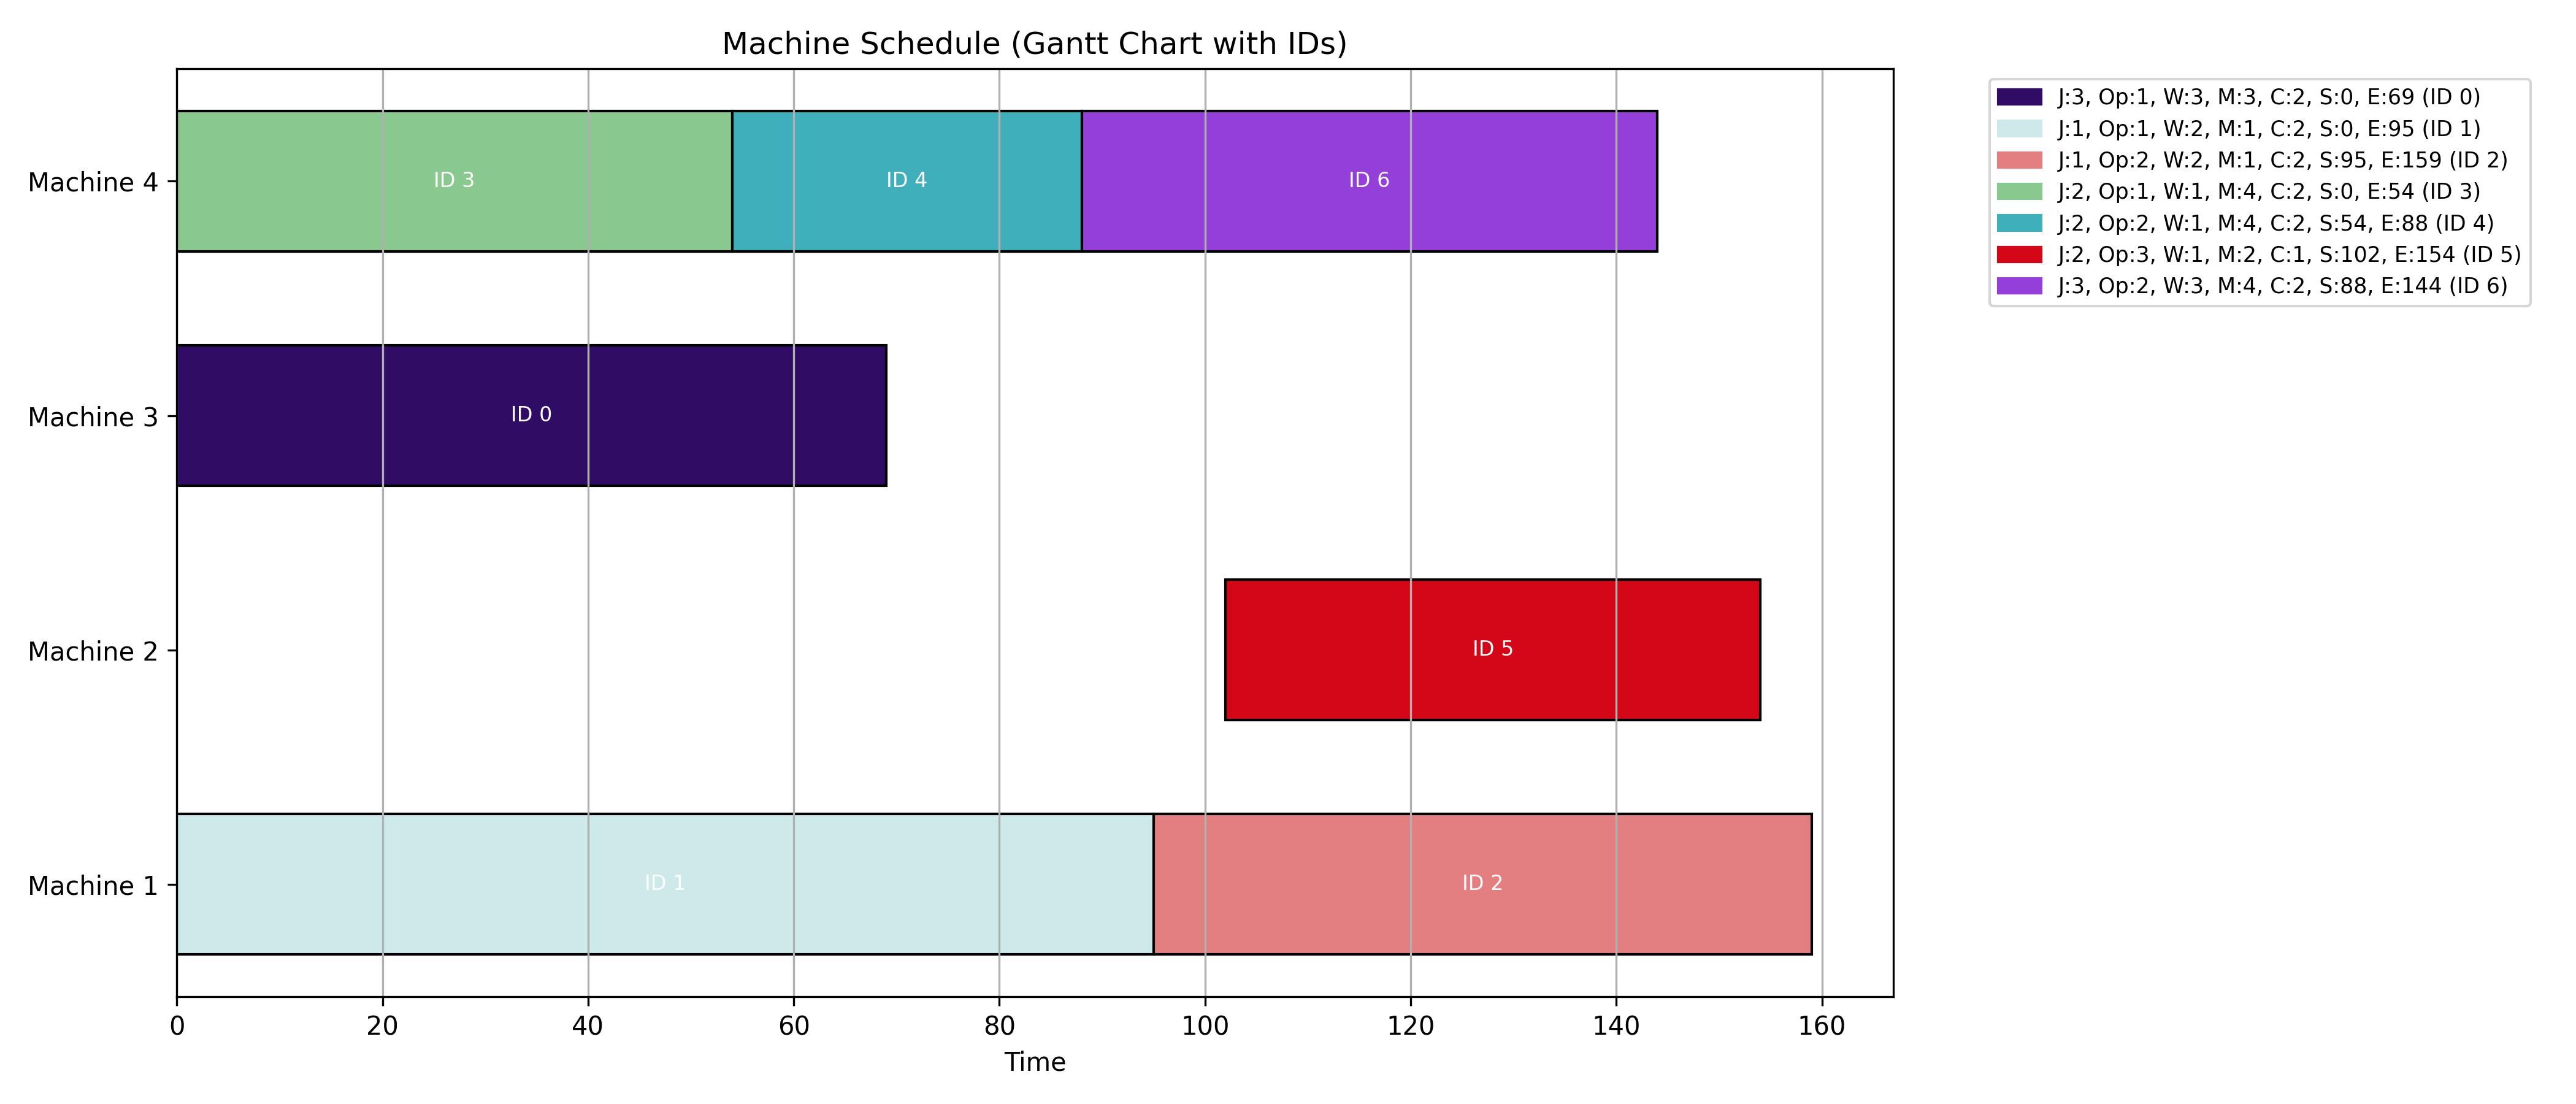 Machine Schedule (Gantt Chart with IDs)
Machine 4
ID 3
ID 4
ID 6
Machine 3
ID 0
Machine 2
ID 5
Machine 1
ID 1
ID 2
0 20 40 60 80 100 120 140 160
Time
J:3, Op:1, W:3, M:3, C:2, S:0, E:69 (ID 0)
J:1, Op:1, W:2, M:1, C:2, S:0, E:95 (ID 1)
J:1, Op:2, W:2, M:1, C:2, S:95, E:159 (ID 2)
J:2, Op:1, W:1, M:4, C:2, S:0, E:54 (ID 3)
J:2, Op:2, W:1, M:4, C:2, S:54, E:88 (ID 4)
J:2, Op:3, W:1, M:2, C:1, S:102, E:154 (ID 5)
J:3, Op:2, W:3, M:4, C:2, S:88, E:144 (ID 6)